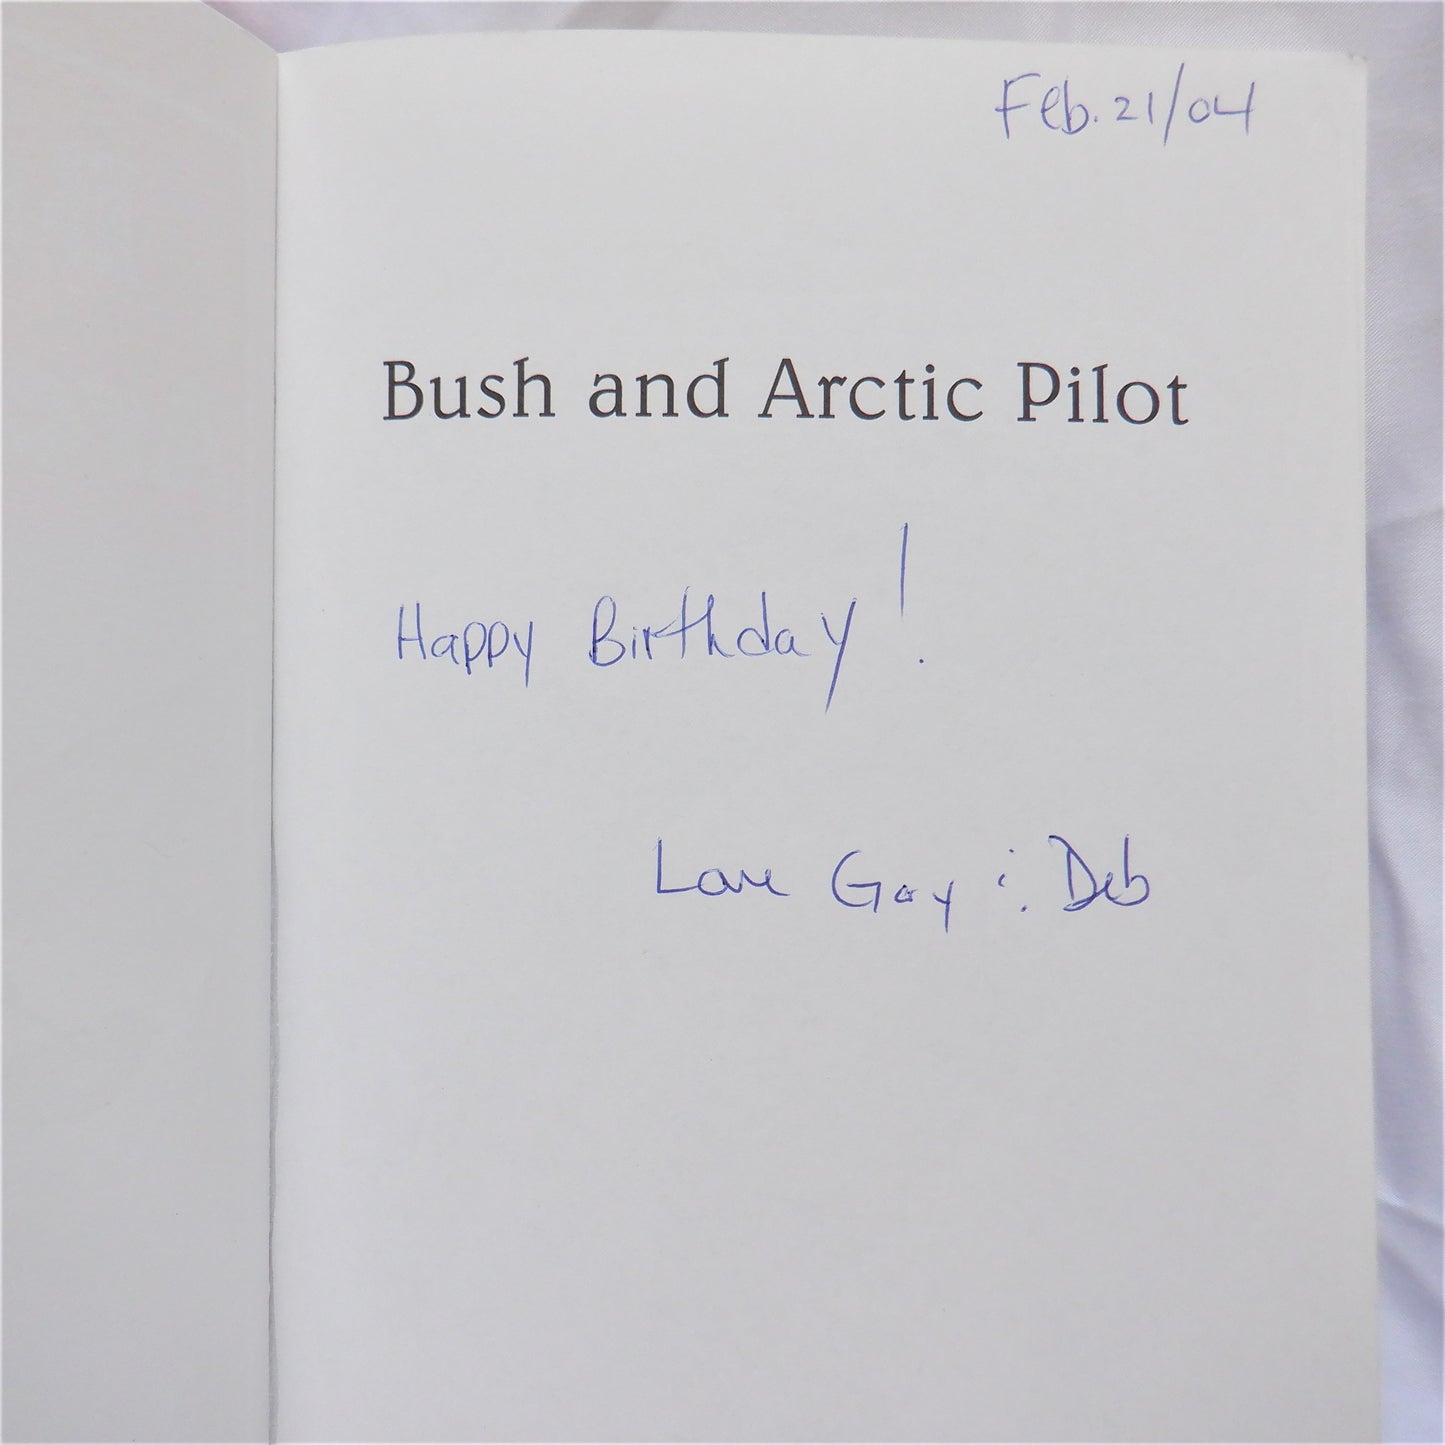 Feb. 21/04
Bush and Arctic Pilot
Happy Birthday!
Love Gay & Deb